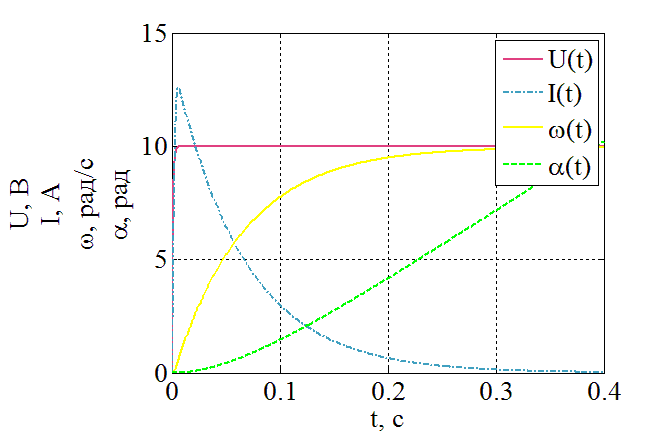 15
10
5
0
U, В
I, А
ω, рад/с
α, рад
U(t)
I(t)
ω(t)
α(t)
0
0.1
0.2
0.3
0.4
t, с